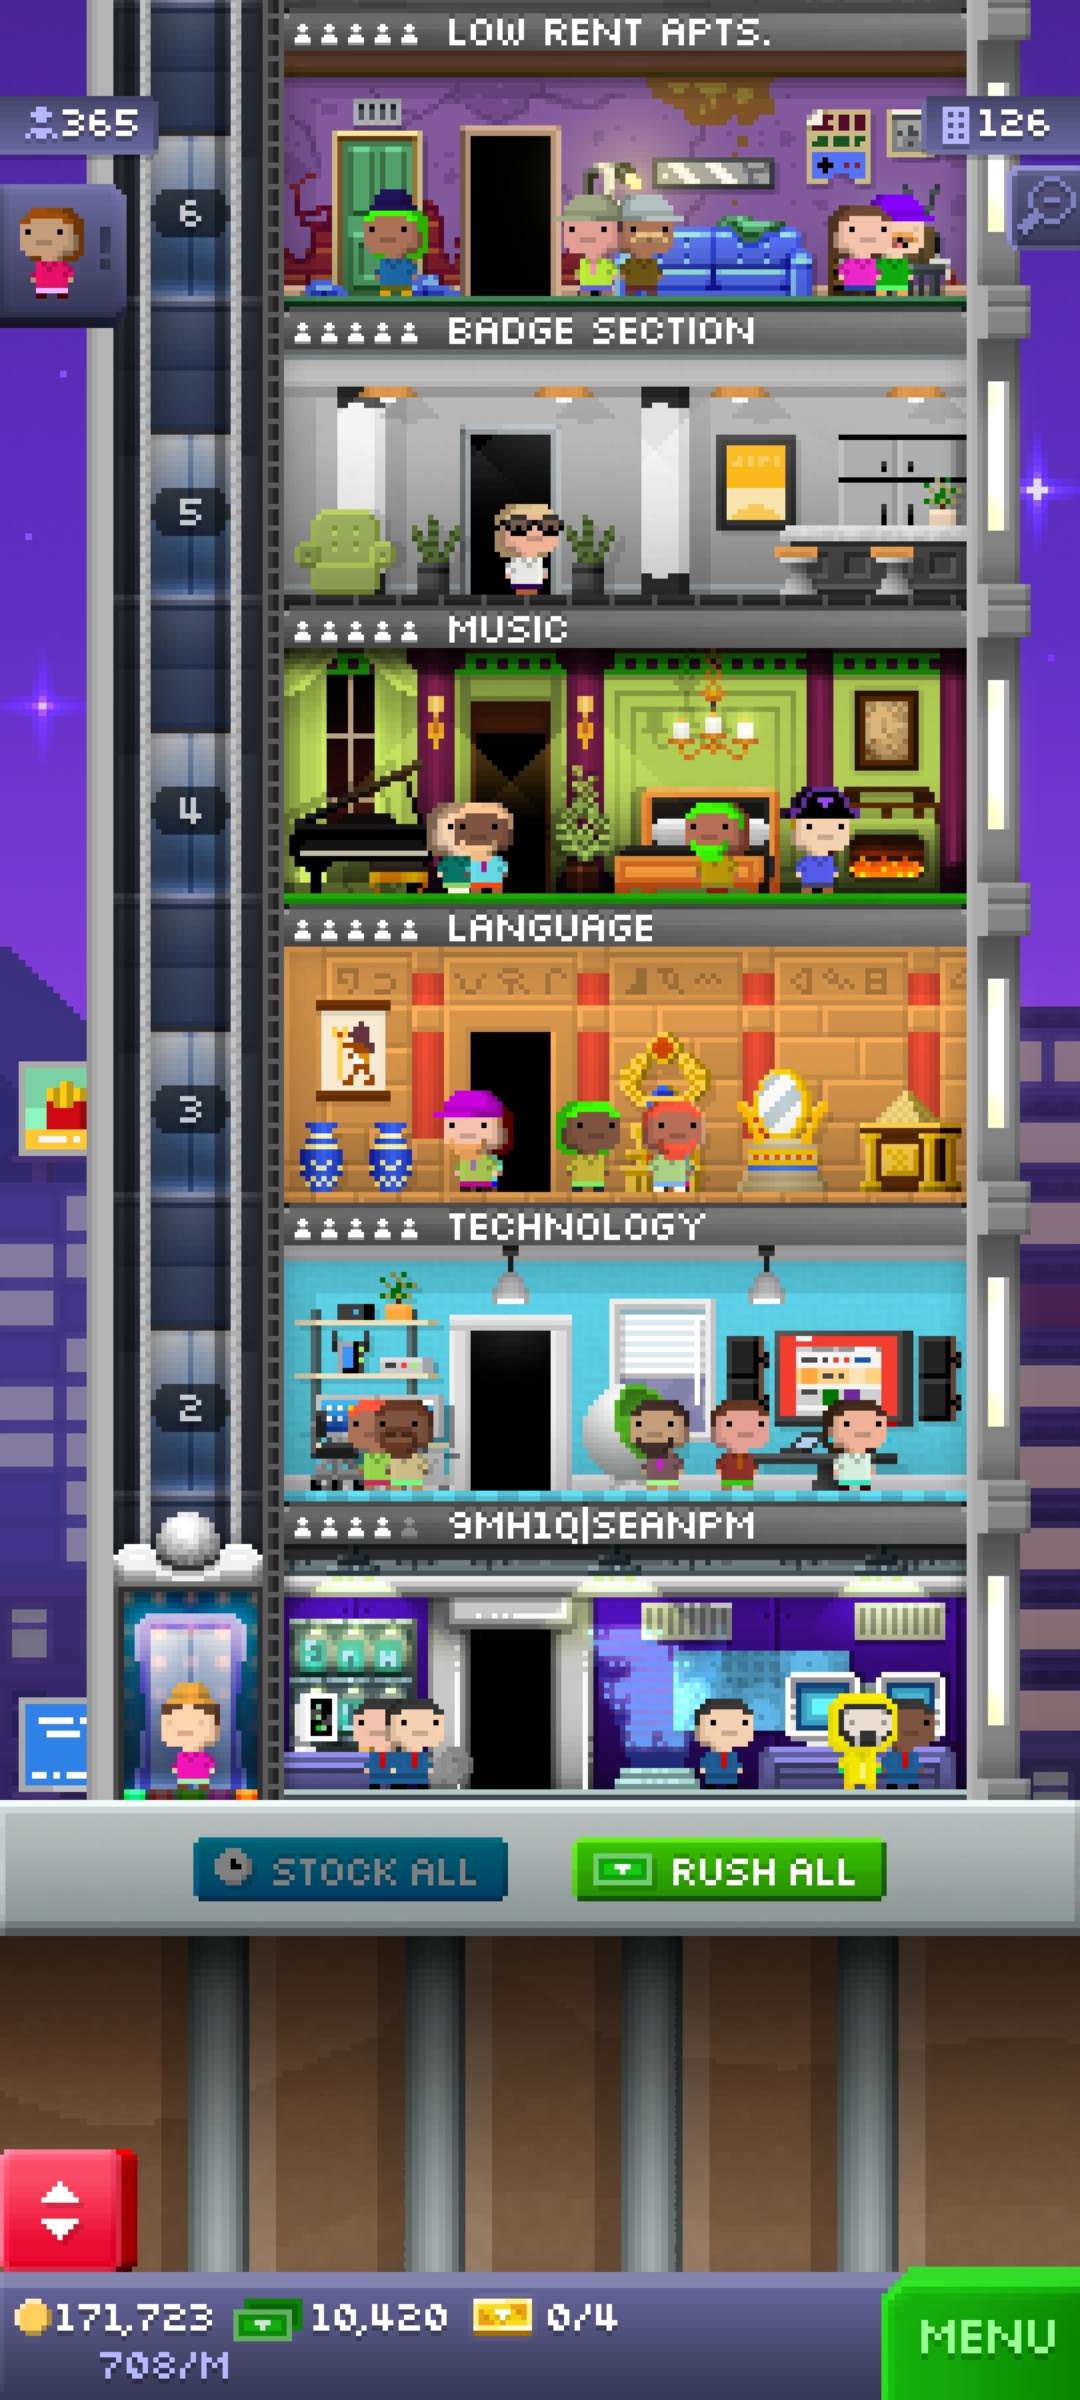 LOW RENT APTS.
365
126
6
BADGE SECTION
5
MUSIC
4
LANGUAGE
3
TECHNOLOGY
2
9MH1Q|SEANPM
STOCK ALL
RUSH ALL
171,723
10,420
0/4
708/M
MENU